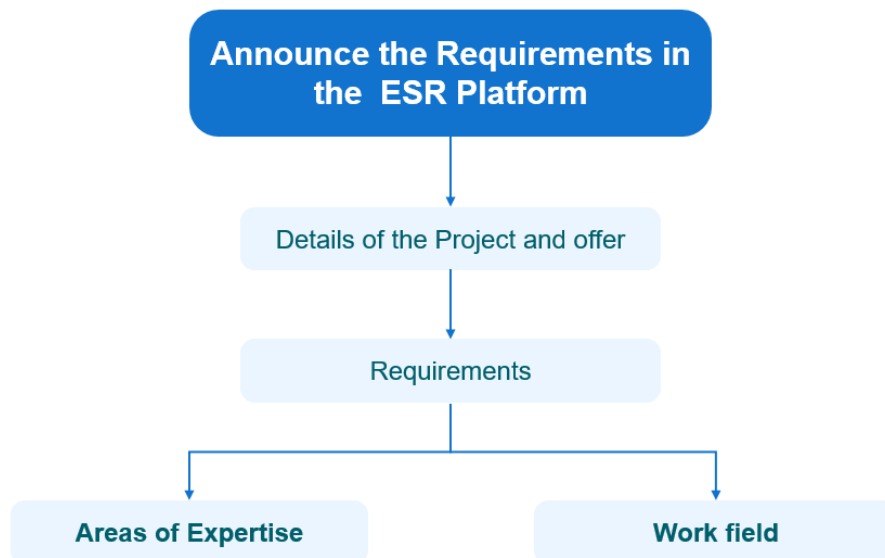 Announce the Requirements in
the ESR Platform
Details of the Project and offer
Requirements
Areas of Expertise
Work field